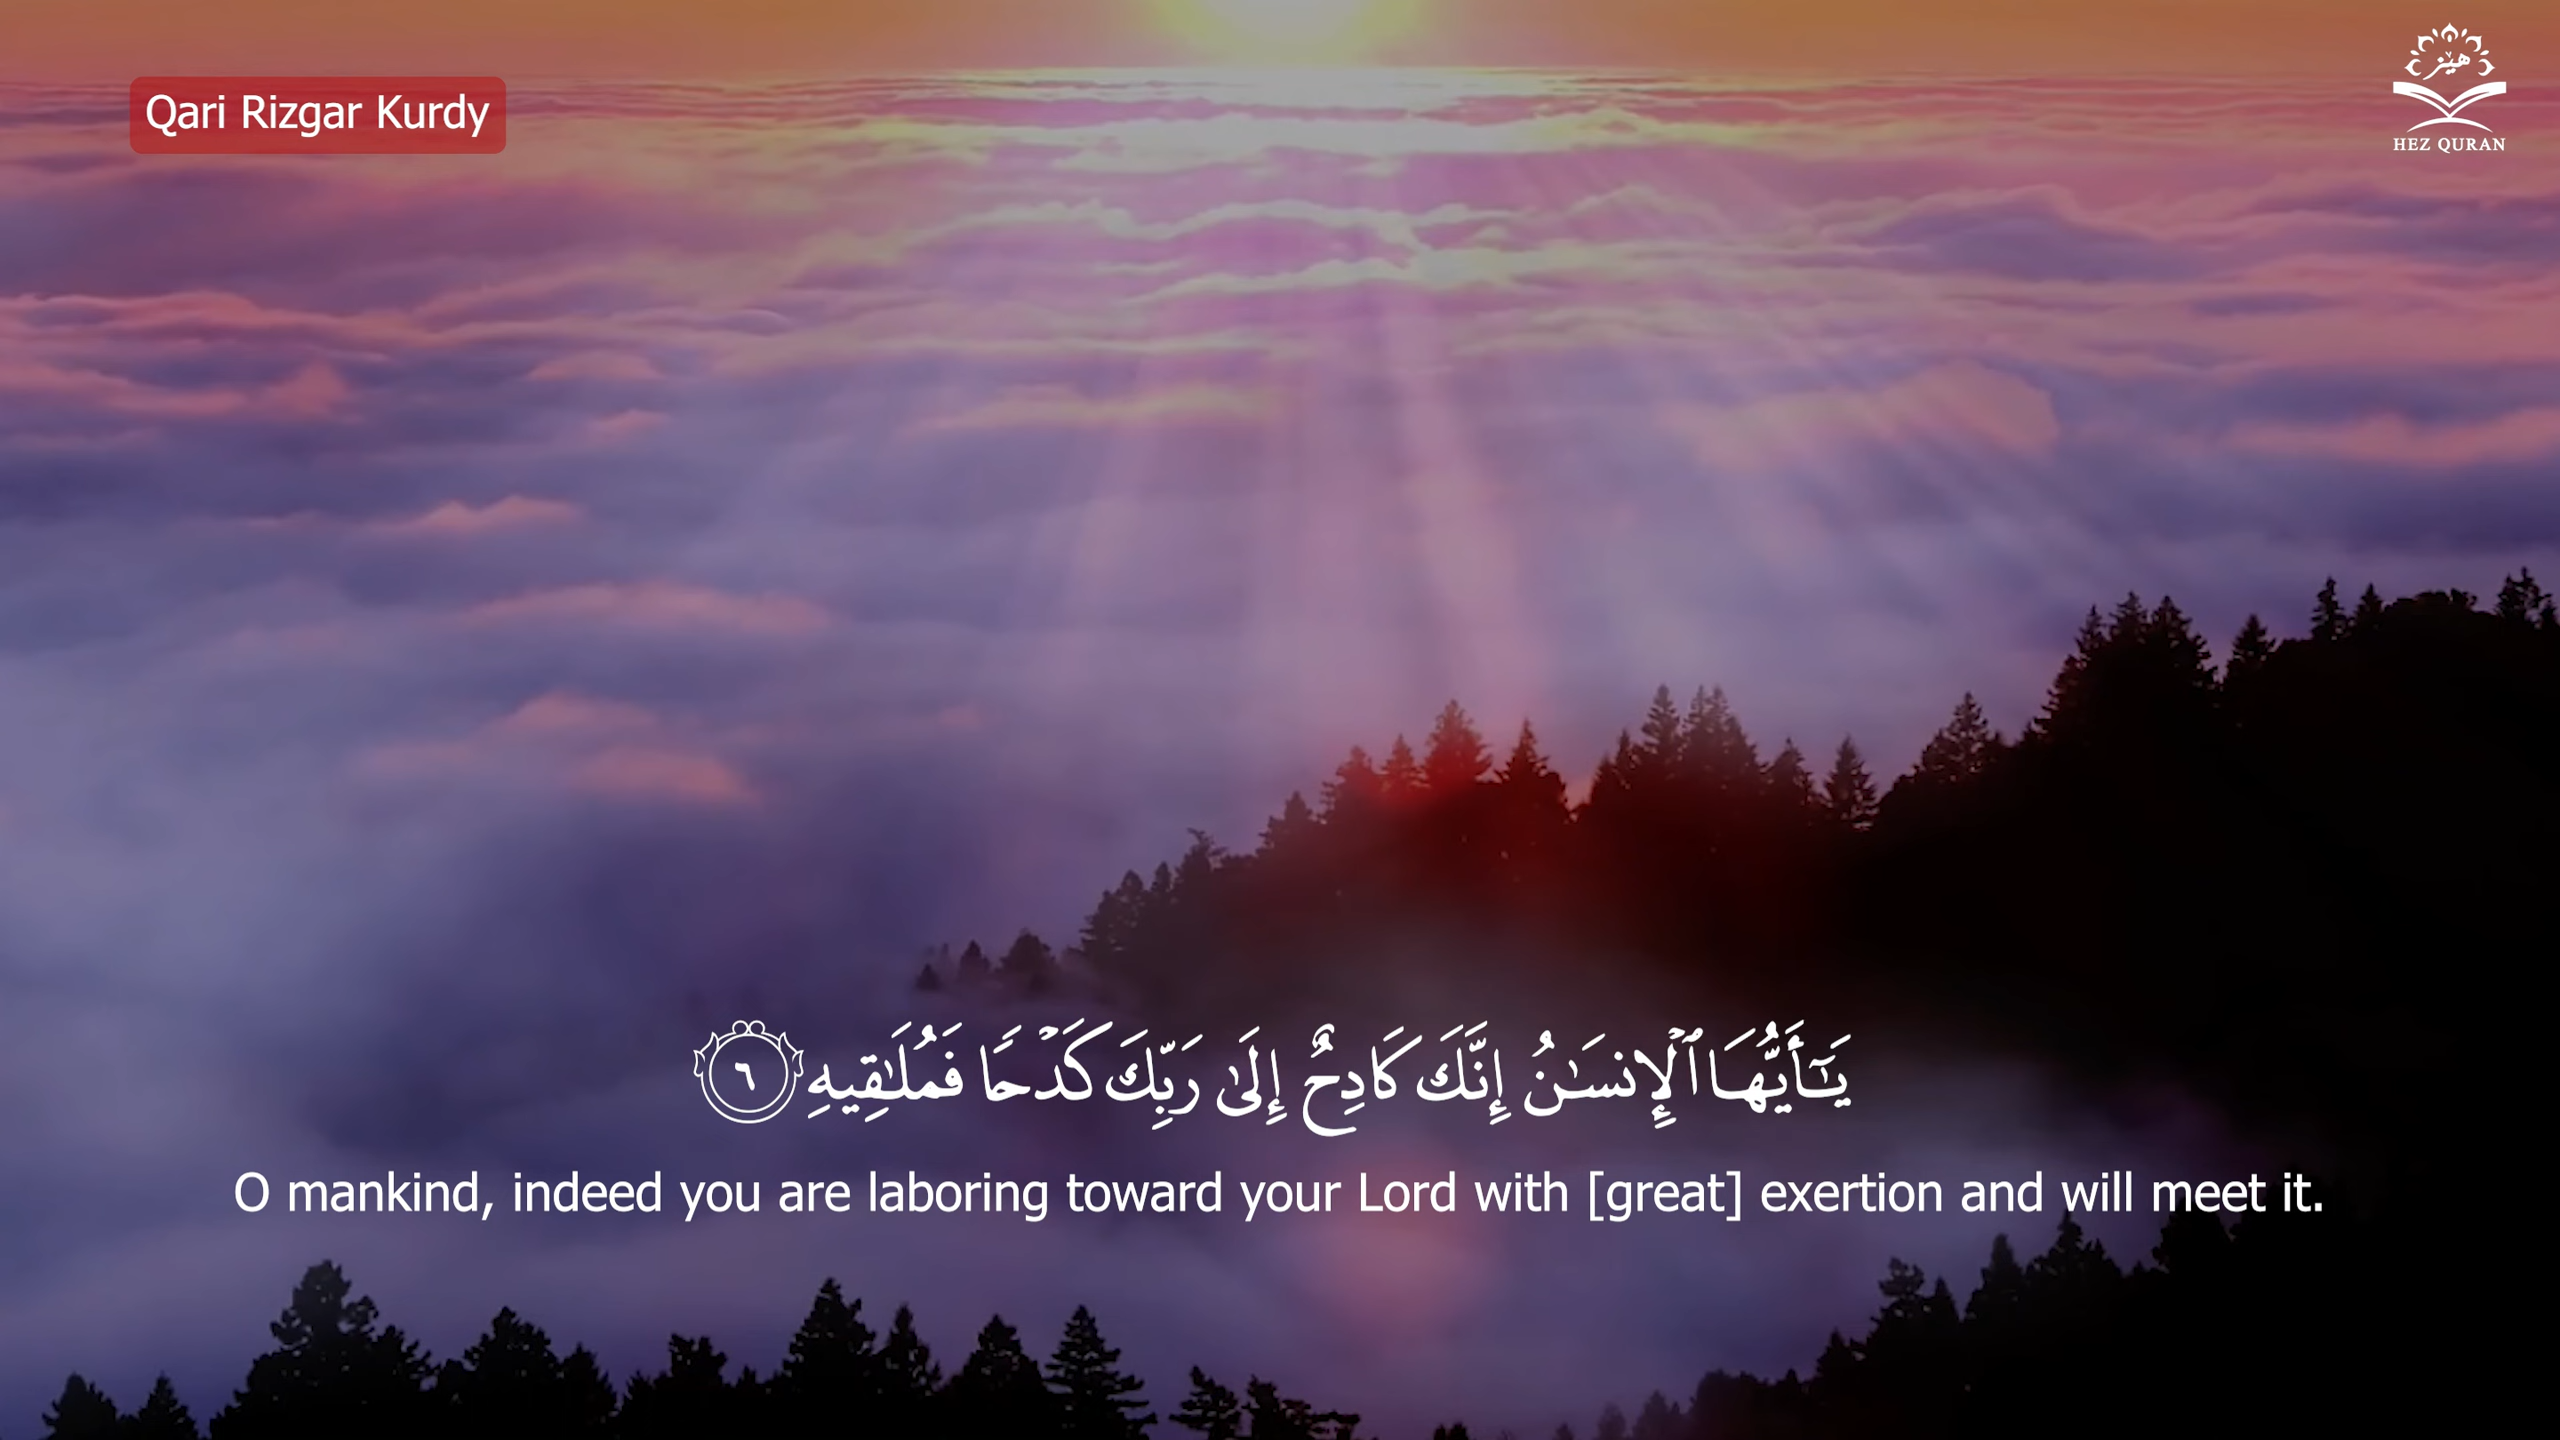 Qari Rizgar Kurdy
هێز
HEZ QURAN
يَـٰٓأَيُّهَا ٱلْإِنسَـٰنُ إِنَّكَ كَادِحٌ إِلَىٰ رَبِّكَ كَدْحًا فَمُلَـٰقِيهِ ٦
O mankind, indeed you are laboring toward your Lord with [great] exertion and will meet it.